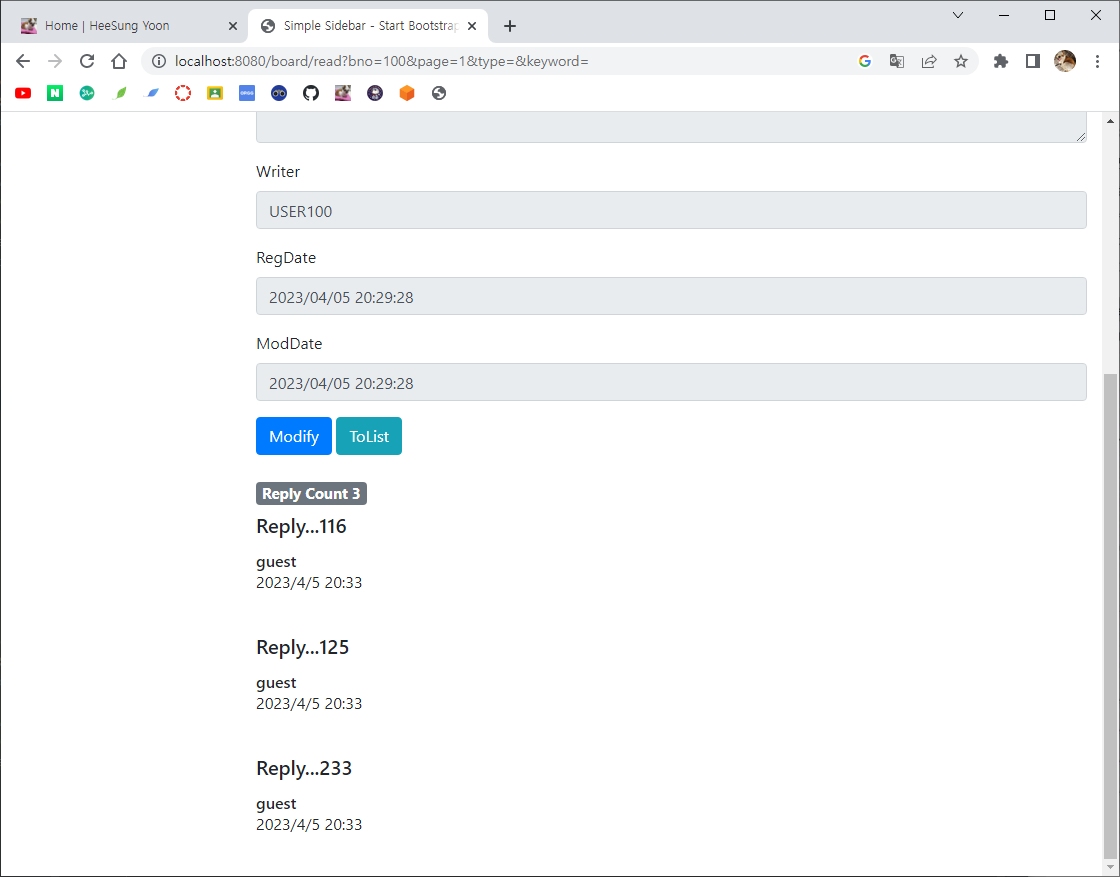 Home | HeeSung Yoon
Simple Sidebar - Start Bootstrap
localhost:8080/board/read?bno=100&page=1&type=&keyword=
Writer
USER100
RegDate
2023/04/05 20:29:28
ModDate
2023/04/05 20:29:28
Modify ToList
Reply Count 3
Reply...116
guest
2023/4/5 20:33
Reply...125
guest
2023/4/5 20:33
Reply...233
guest
2023/4/5 20:33